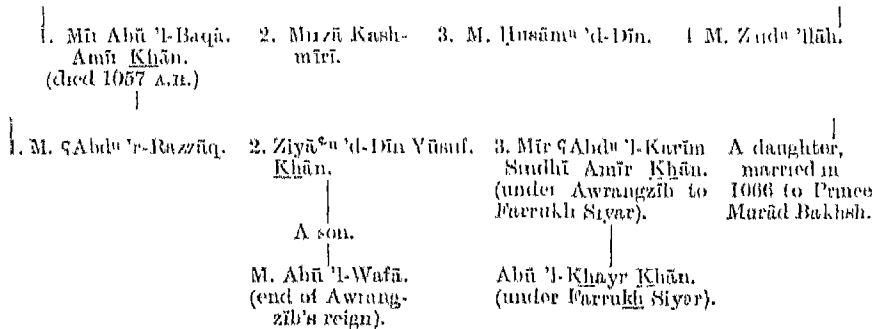 1. Mīr Abū 'l-Baqā. 2. Mīrzā Kash- 3. M. Ḥusāmᵘ 'd-Dīn. 4 M. Zᵘdᵘ 'llāh.
Amīr Khān. mīrī.
(died 1057 A.H.)
1. M. ʿAbdᵘ 'r-Razzāq. 2. Ziyāᵘ 'd-Dīn Yūsuf. 3. Mīr ʿAbdᵘ 'l-Karīm A daughter,
Khān. Sindhī Amīr Khān. married in
(under Awrangzīb to 1066 to Prince
Farrukh Siyar). Murād Bakhsh.
A son.
M. Abū 'l-Wafā. Abū 'l-Khayr Khān.
(end of Awrang- (under Farrukh Siyar).
zīb's reign).